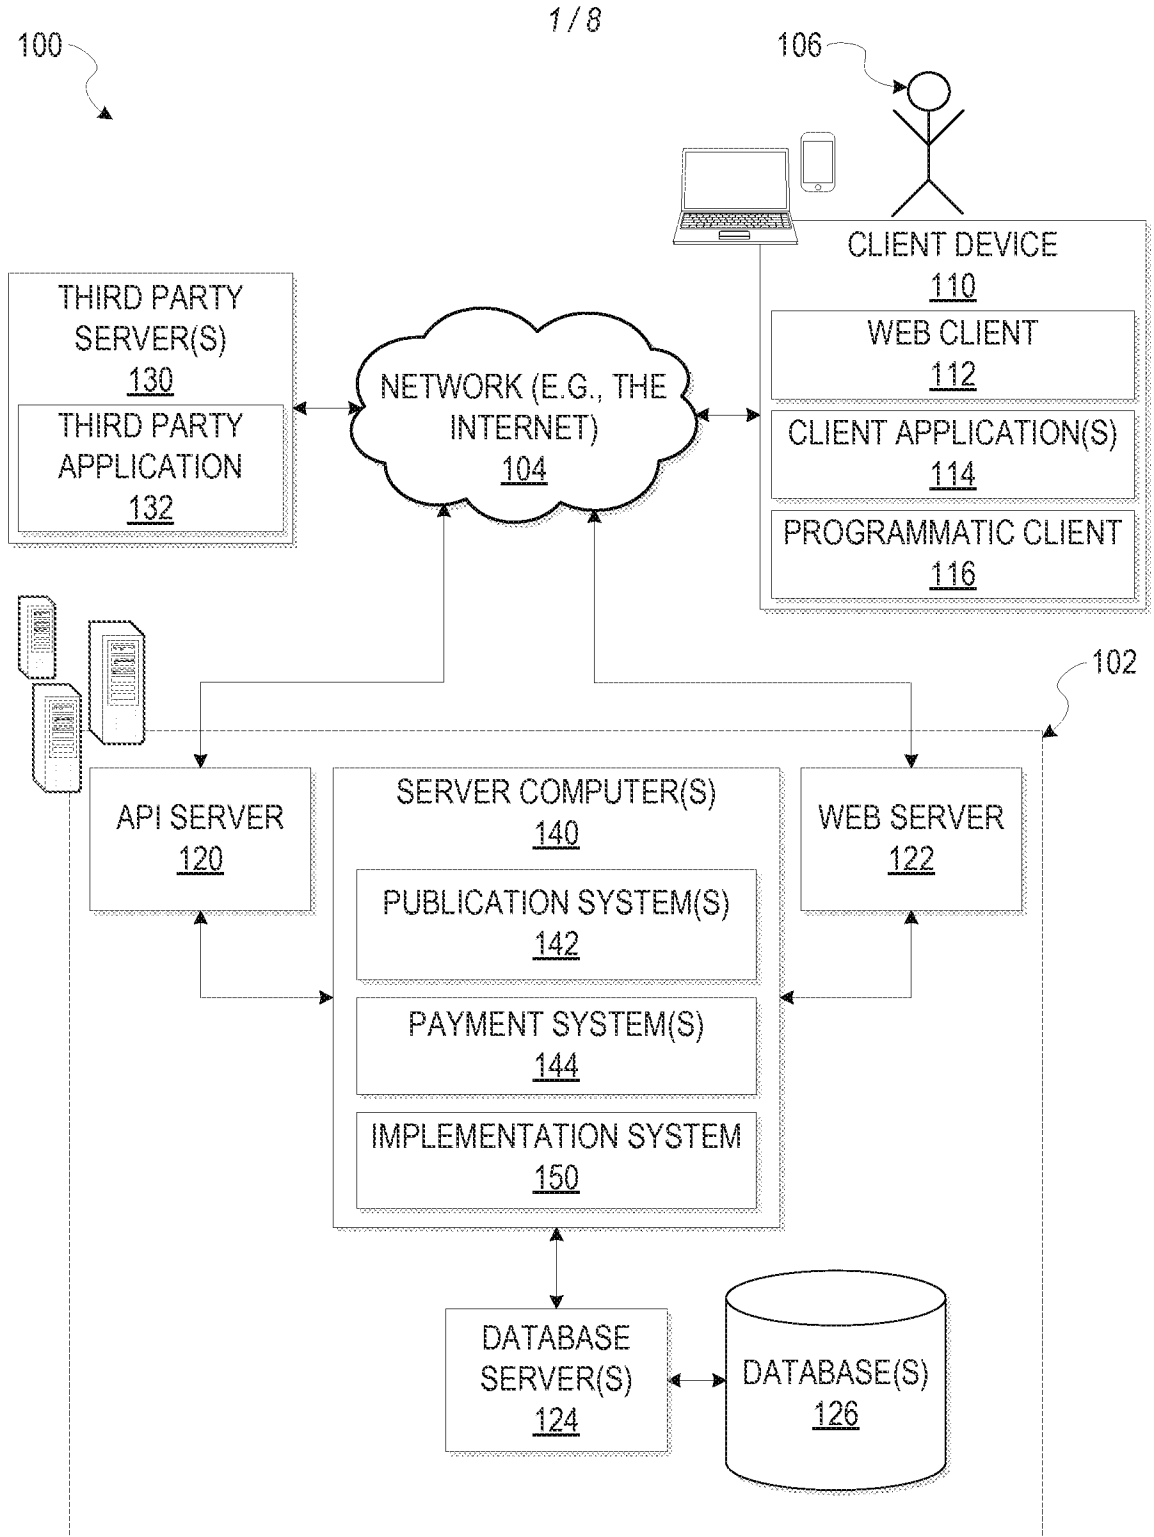 1 / 8
100
106
CLIENT DEVICE
110
WEB CLIENT
112
CLIENT APPLICATION(S)
114
PROGRAMMATIC CLIENT
116
THIRD PARTY
SERVER(S)
130
THIRD PARTY
APPLICATION
132
NETWORK (E.G., THE
INTERNET)
104
102
API SERVER
120
SERVER COMPUTER(S)
140
PUBLICATION SYSTEM(S)
142
PAYMENT SYSTEM(S)
144
IMPLEMENTATION SYSTEM
150
WEB SERVER
122
DATABASE
SERVER(S)
124
DATABASE(S)
126